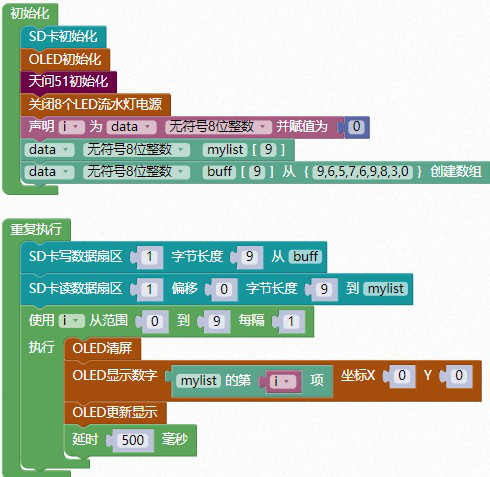 初始化
SD卡初始化
OLED初始化
天问51初始化
关闭8个LED流水灯电源
声明 i 为 data 无符号8位整数 并赋值为 0
data 无符号8位整数 mylist [ 9 ]
data 无符号8位整数 buff [ 9 ] 从 { 9,6,5,7,6,9,8,3,0 } 创建数组
重复执行
SD卡写数据扇区 1 字节长度 9 从 buff
SD卡读数据扇区 1 偏移 0 字节长度 9 到 mylist
使用 i 从范围 0 到 9 每隔 1
执行 OLED清屏
OLED显示数字 mylist 的第 i 项 坐标X 0 Y 0
OLED更新显示
延时 500 毫秒